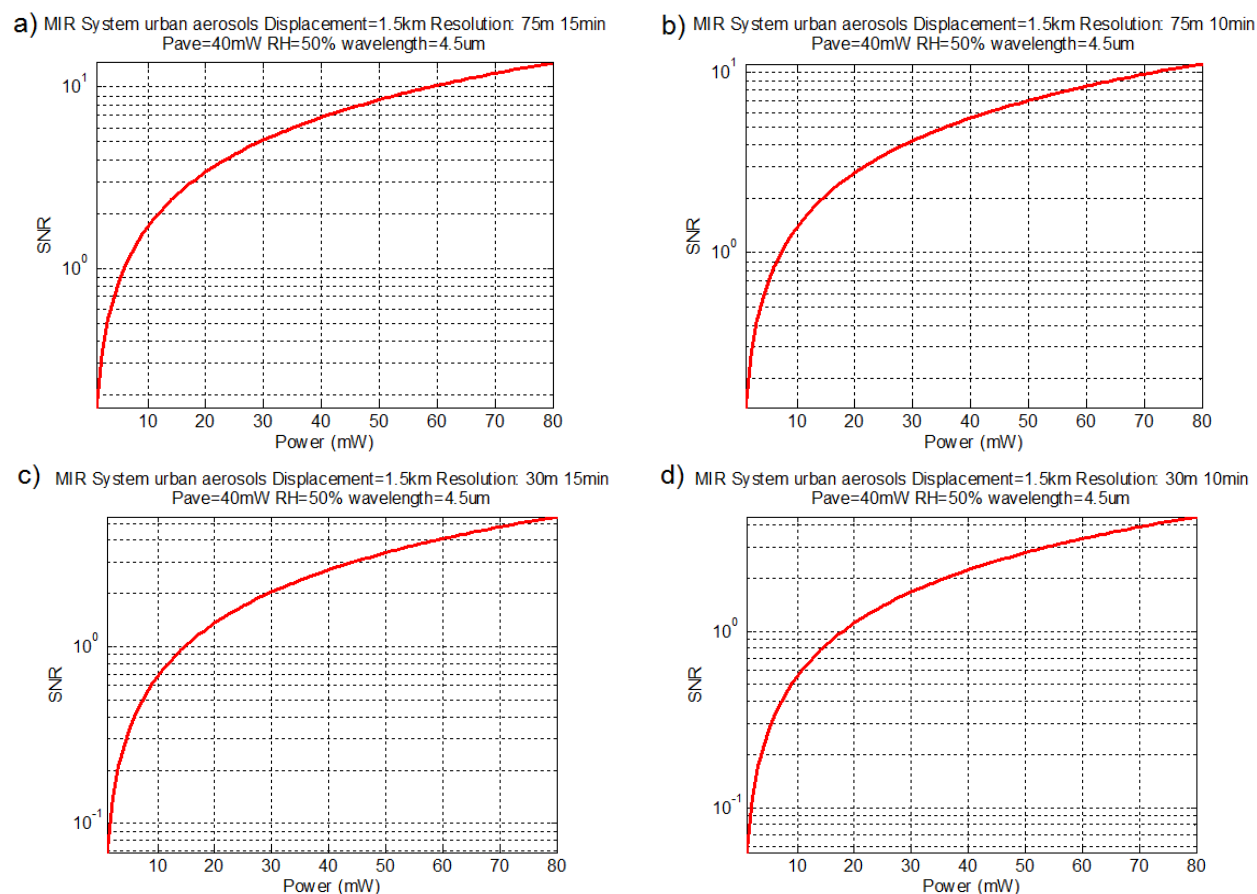 a) MIR System urban aerosols Displacement=1.5km Resolution: 75m 15min
Pave=40mW RH=50% wavelength=4.5um
10^1
10^0
SNR
10 20 30 40 50 60 70 80
Power (mW)
b) MIR System urban aerosols Displacement=1.5km Resolution: 75m 10min
Pave=40mW RH=50% wavelength=4.5um
10^1
10^0
SNR
10 20 30 40 50 60 70 80
Power (mW)
c) MIR System urban aerosols Displacement=1.5km Resolution: 30m 15min
Pave=40mW RH=50% wavelength=4.5um
10^0
10^-1
SNR
10 20 30 40 50 60 70 80
Power (mW)
d) MIR System urban aerosols Displacement=1.5km Resolution: 30m 10min
Pave=40mW RH=50% wavelength=4.5um
10^0
10^-1
SNR
10 20 30 40 50 60 70 80
Power (mW)